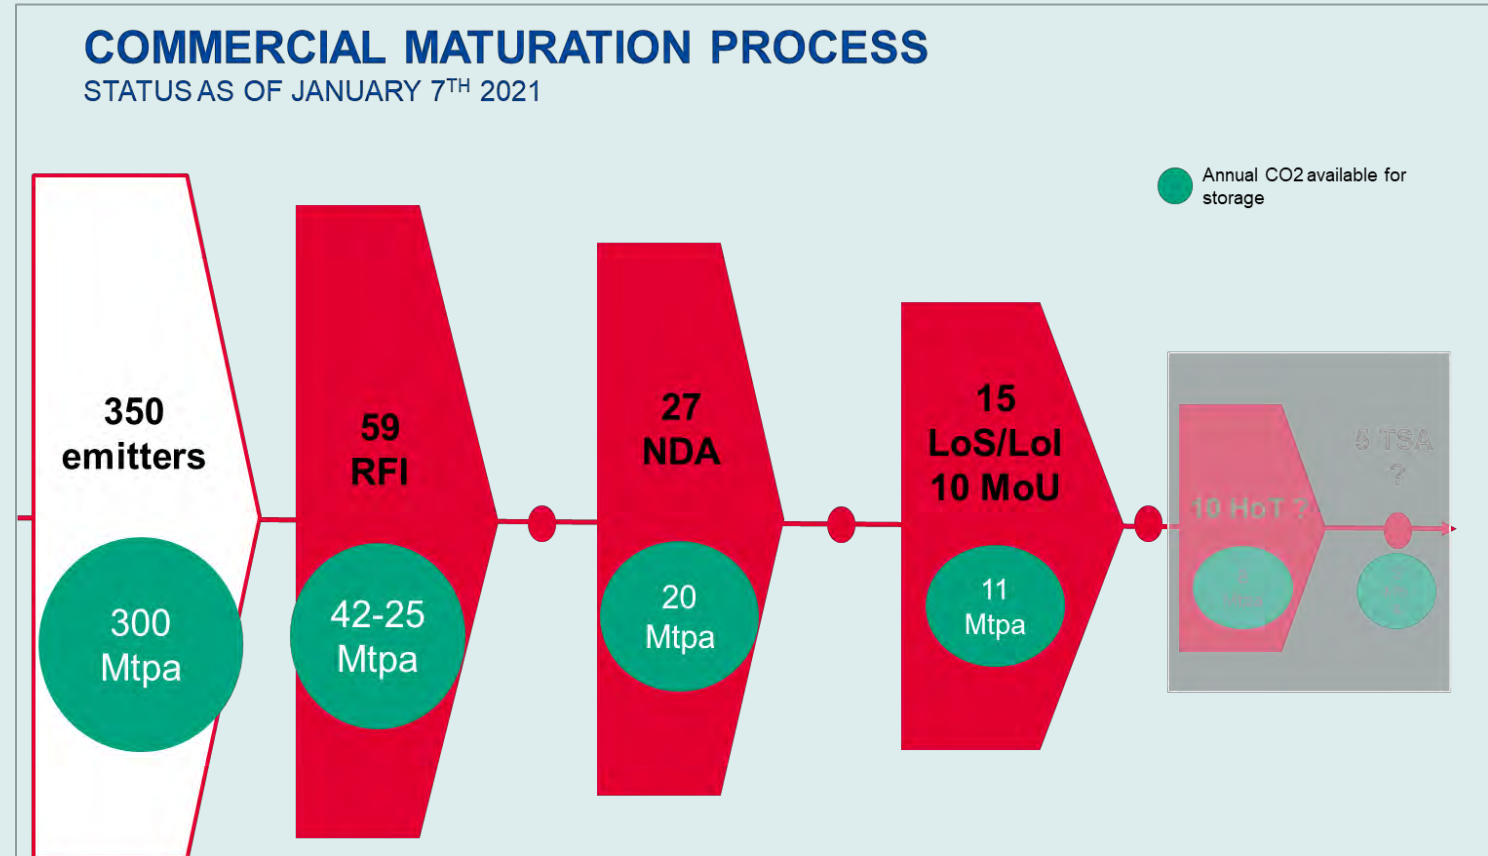 COMMERCIAL MATURATION PROCESS
STATUS AS OF JANUARY 7TH 2021
Annual CO2 available for
storage
350
emitters
300
Mtpa
59
RFI
42-25
Mtpa
27
NDA
20
Mtpa
15
LoS/LoI
10 MoU
11
Mtpa
10 HoT ?
Mtpa
5 TSA
?